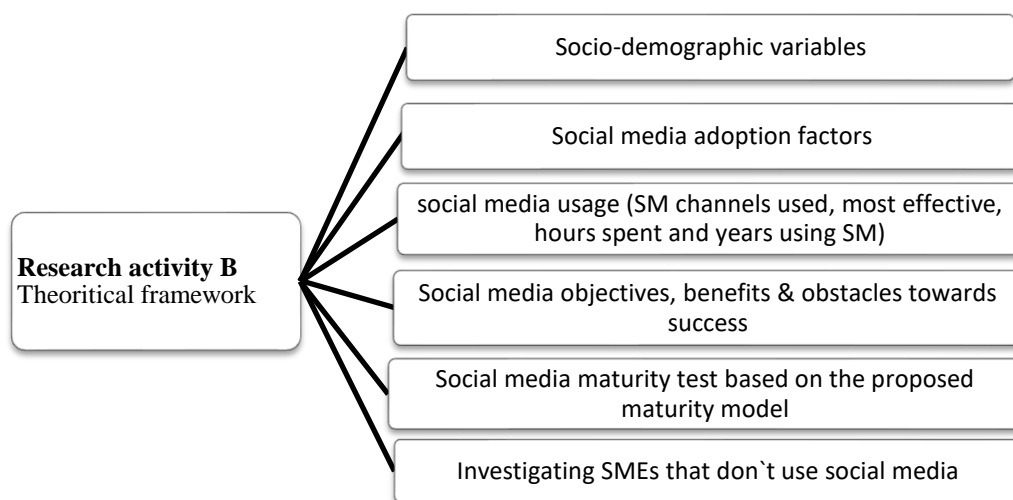 Socio-demographic variables
Social media adoption factors
social media usage (SM channels used, most effective,
hours spent and years using SM)
Research activity B
Theoritical framework
Social media objectives, benefits & obstacles towards
success
Social media maturity test based on the proposed
maturity model
Investigating SMEs that don`t use social media